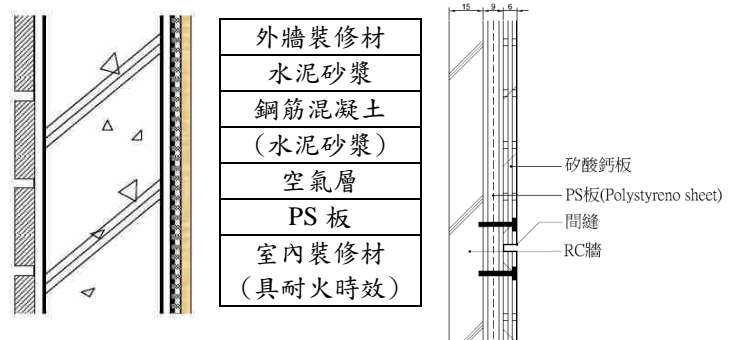 外牆裝修材
水泥砂漿
鋼筋混凝土
（水泥砂漿）
空氣層
PS 板
室內裝修材
（具耐火時效）
15 9 6
矽酸鈣板
PS板(Polystyreno sheet)
間縫
RC牆